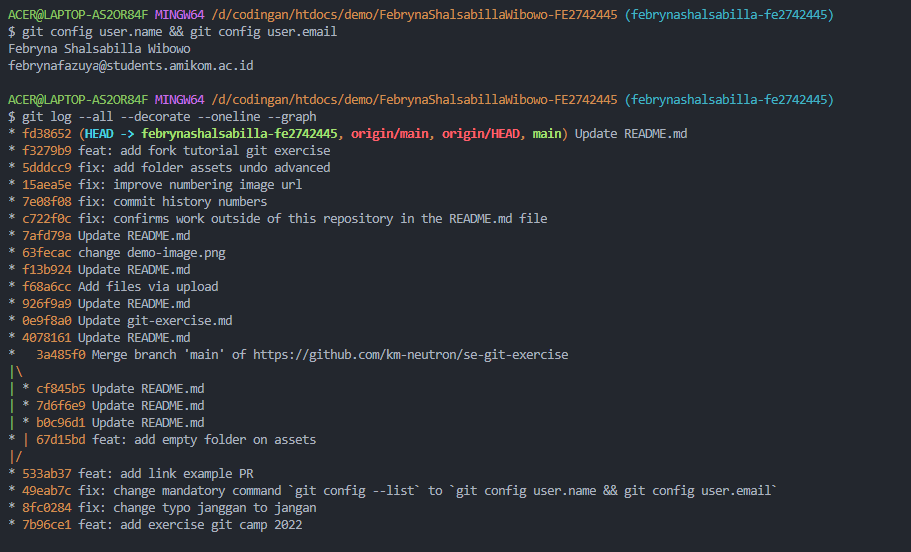 ACER@LAPTOP-AS2OR84F MINGW64 /d/codingan/htdocs/demo/FebrynaShalsabillaWibowo-FE2742445 (febrynashalsabilla-fe2742445)
$ git config user.name && git config user.email
Febryna Shalsabilla Wibowo
febrynafazuya@students.amikom.ac.id

ACER@LAPTOP-AS2OR84F MINGW64 /d/codingan/htdocs/demo/FebrynaShalsabillaWibowo-FE2742445 (febrynashalsabilla-fe2742445)
$ git log --all --decorate --oneline --graph
* fd38652 (HEAD -> febrynashalsabilla-fe2742445, origin/main, origin/HEAD, main) Update README.md
* f3279b9 feat: add fork tutorial git exercise
* 5dddcc9 fix: add folder assets undo advanced
* 15aea5e fix: improve numbering image url
* 7e08f08 fix: commit history numbers
* c722f0c fix: confirms work outside of this repository in the README.md file
* 7afd79a Update README.md
* 63fecac change demo-image.png
* f13b924 Update README.md
* f68a6cc Add files via upload
* 926f9a9 Update README.md
* 0e9f8a0 Update git-exercise.md
* 4078161 Update README.md
*   3a485f0 Merge branch 'main' of https://github.com/km-neutron/se-git-exercise
|\
| * cf845b5 Update README.md
| * 7d6f6e9 Update README.md
| * b0c96d1 Update README.md
* | 67d15bd feat: add empty folder on assets
|/
* 533ab37 feat: add link example PR
* 49eab7c fix: change mandatory command `git config --list` to `git config user.name && git config user.email`
* 8fc0284 fix: change typo janggan to jangan
* 7b96ce1 feat: add exercise git camp 2022